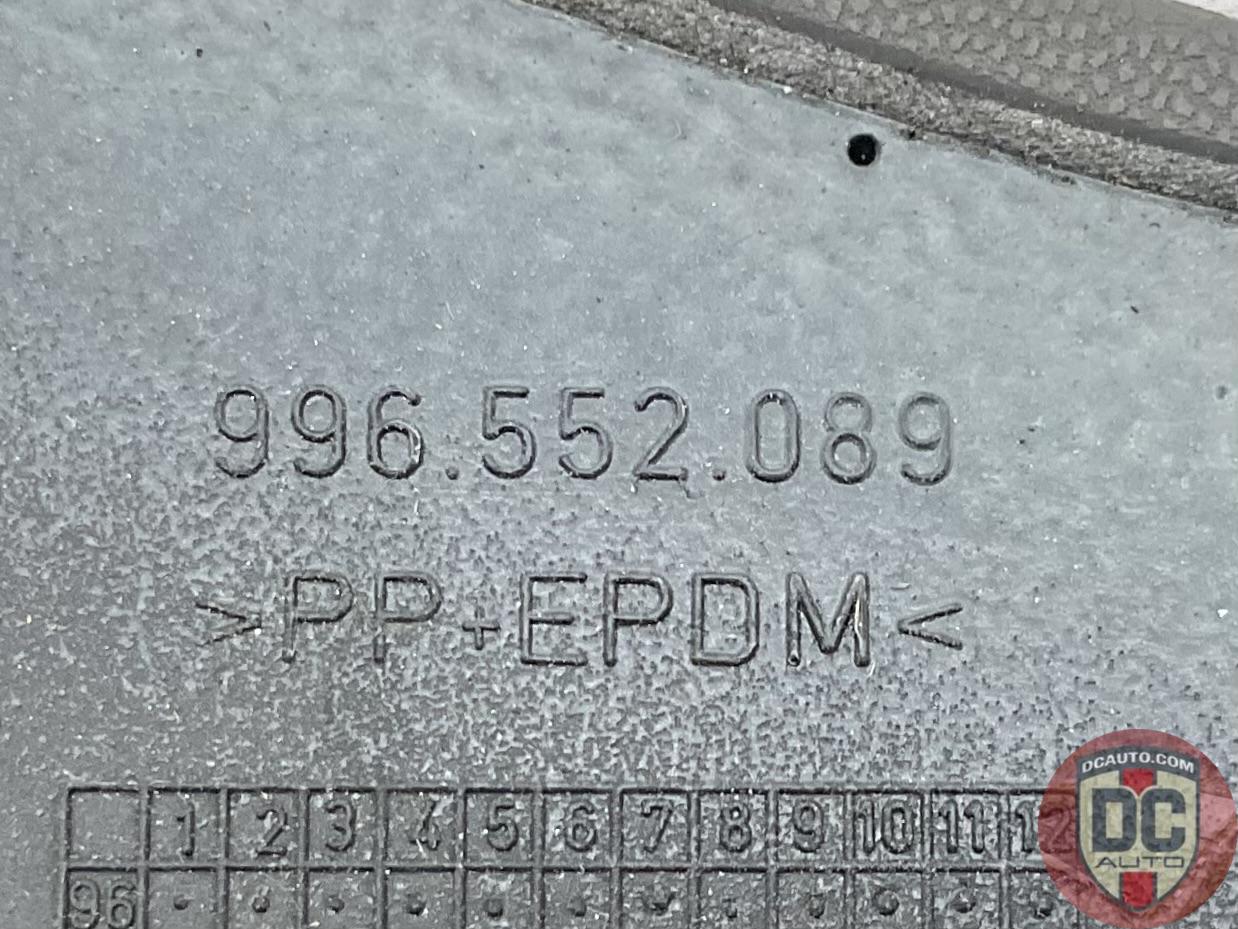 996.552.089
>PP+EPDM<
1 2 3 4 5 6 7 8 9 10 11 12
96
DCAUTO.COM
DC
AUTO